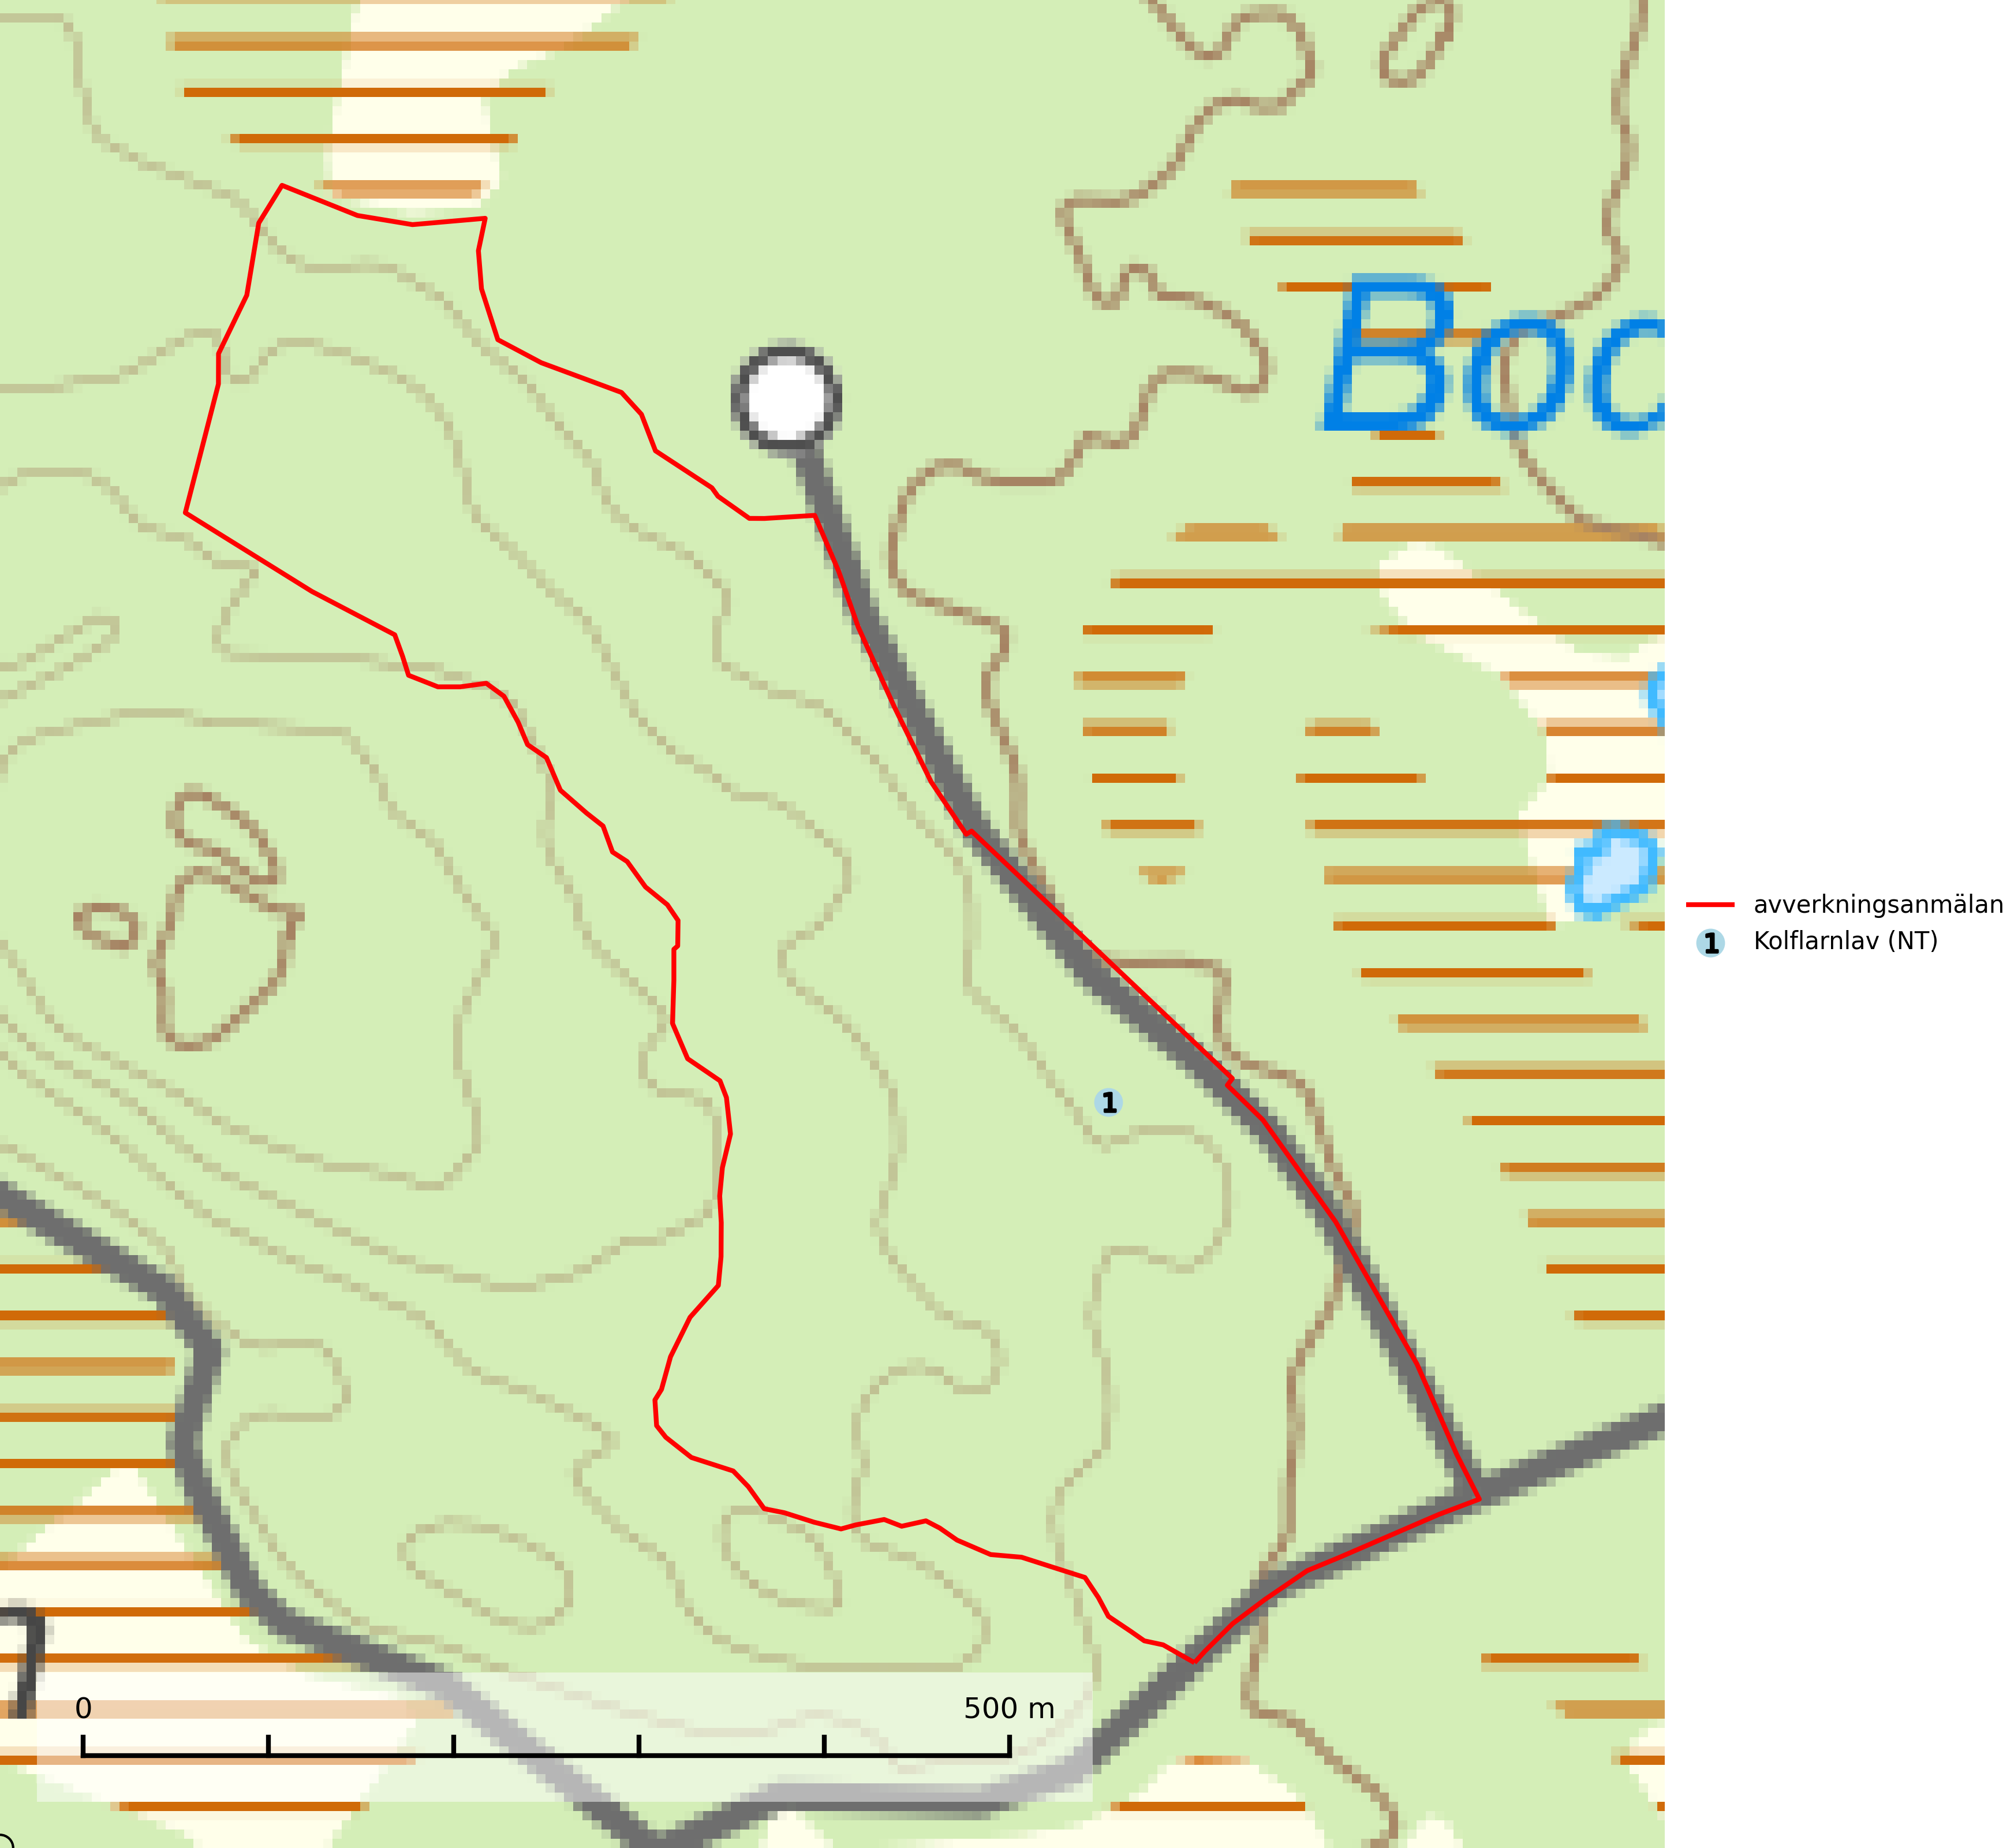 Boc
avverkningsanmälan
Kolflarnlav (NT)
1
1
0 500 m